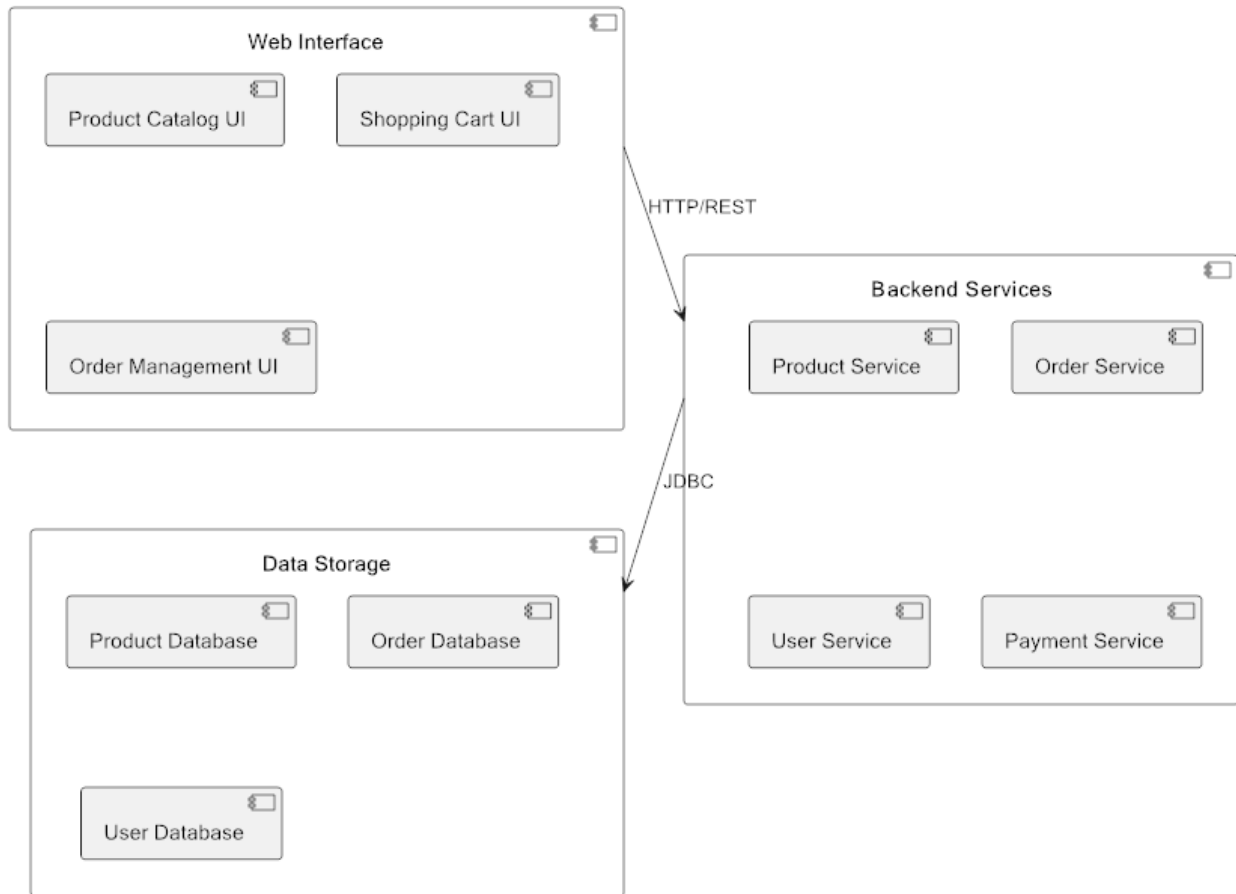 Web Interface
Product Catalog UI
Shopping Cart UI
Order Management UI
HTTP/REST
Backend Services
Product Service
Order Service
User Service
Payment Service
JDBC
Data Storage
Product Database
Order Database
User Database